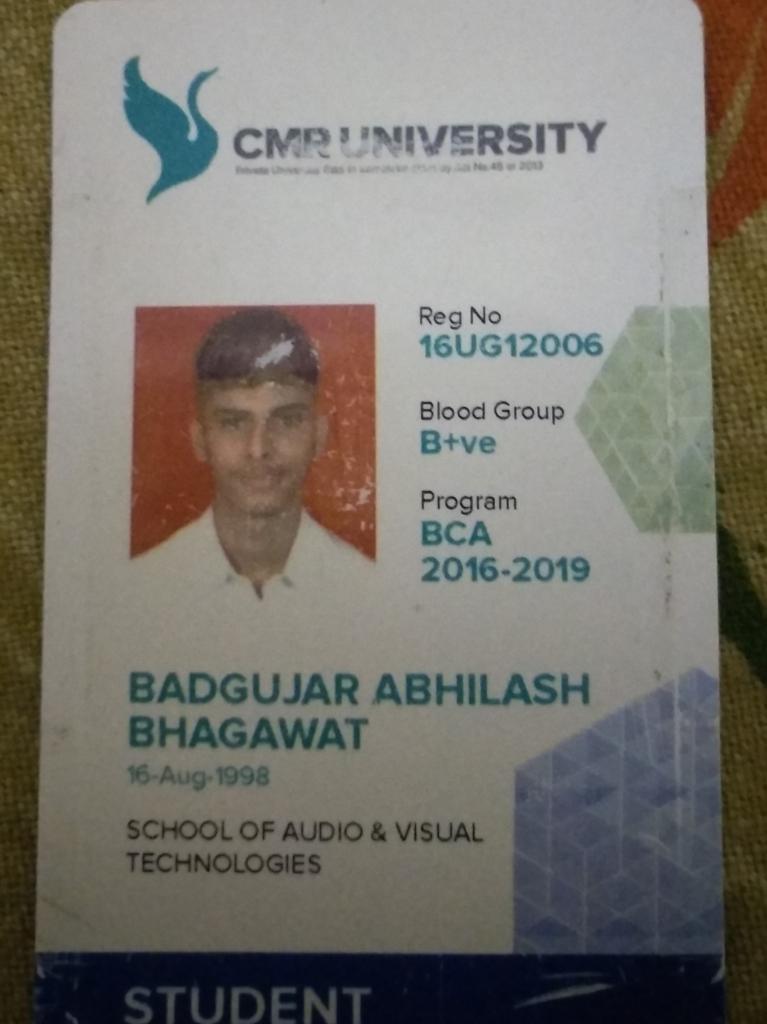 CMR UNIVERSITY
Reg No
16UG12006
Blood Group
B+ve
Program
BCA
2016-2019
BADGUJAR ABHILASH
BHAGAWAT
16-Aug-1998
SCHOOL OF AUDIO & VISUAL
TECHNOLOGIES
STUDENT